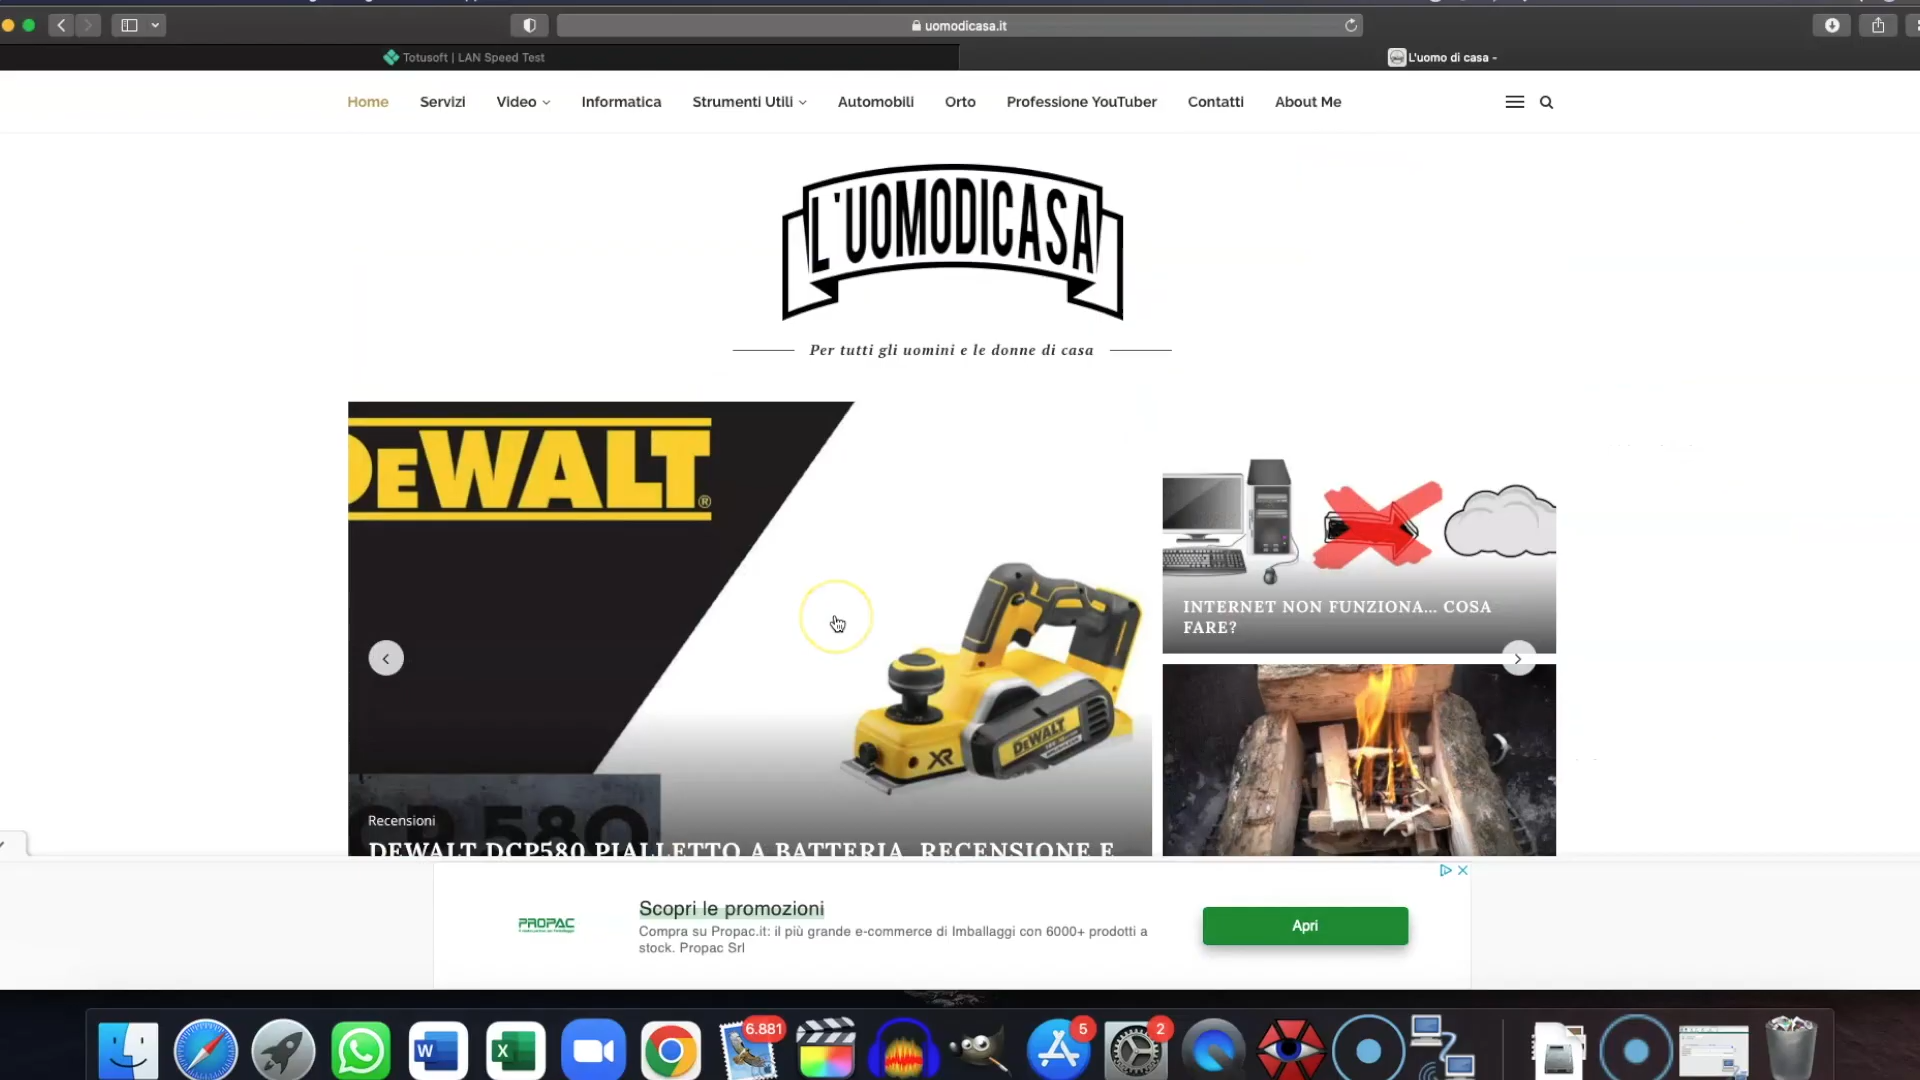 uomodicasa.it
Totusoft | LAN Speed Test
L'uomo di casa -
Home Servizi Video Informatica Strumenti Utili Automobili Orto Professione YouTuber Contatti About Me
L'UOMODICASA
Per tutti gli uomini e le donne di casa
DEWALT®
XR
DEWALT
INTERNET NON FUNZIONA... COSA
FARE?
Recensioni
DEWALT DCP580 PIALLETTO A BATTERIA, RECENSIONE E
PROPAC
Scopri le promozioni
Compra su Propac.it: il più grande e-commerce di Imballaggi con 6000+ prodotti a
stock. Propac Srl
Apri
W
X
6.881
5
2